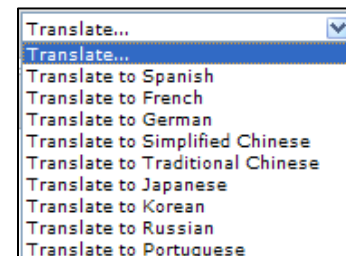 Translate...
Translate...
Translate to Spanish
Translate to French
Translate to German
Translate to Simplified Chinese
Translate to Traditional Chinese
Translate to Japanese
Translate to Korean
Translate to Russian
Translate to Portuguese